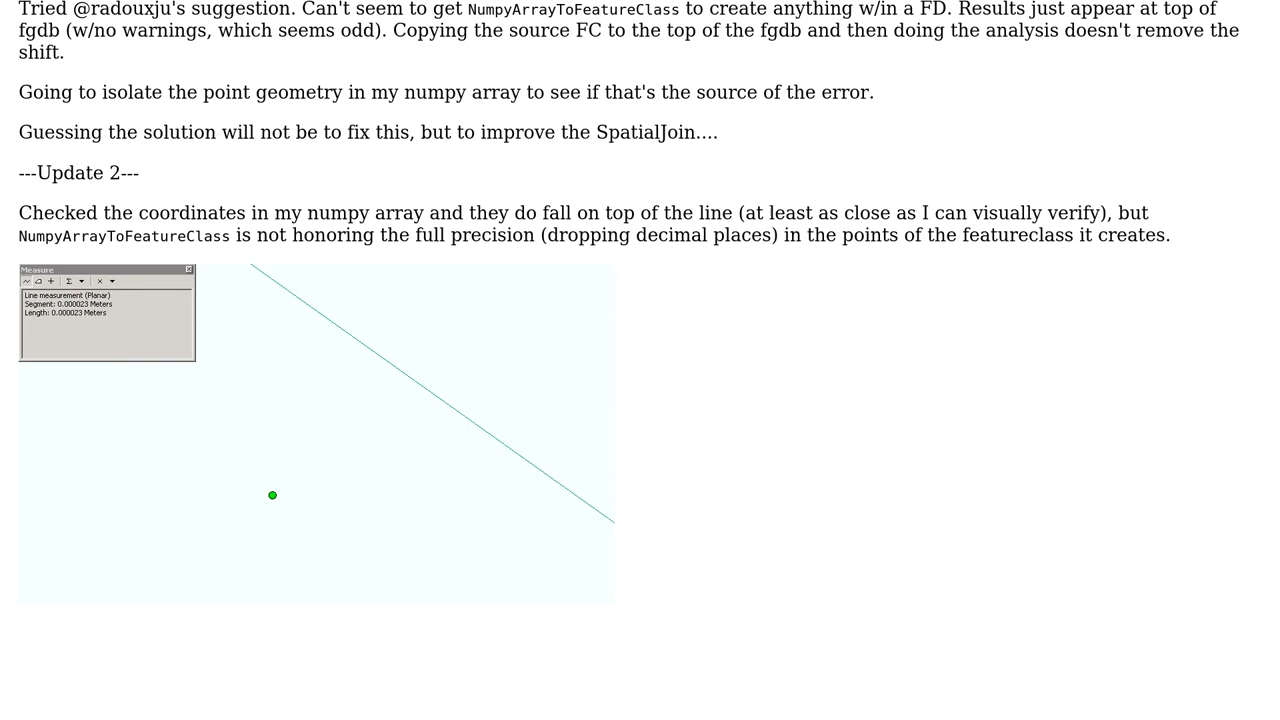 Tried @radouxju's suggestion. Can't seem to get NumpyArrayToFeatureClass to create anything w/in a FD. Results just appear at top of
fgdb (w/no warnings, which seems odd). Copying the source FC to the top of the fgdb and then doing the analysis doesn't remove the
shift.
Going to isolate the point geometry in my numpy array to see if that's the source of the error.
Guessing the solution will not be to fix this, but to improve the SpatialJoin....
---Update 2---
Checked the coordinates in my numpy array and they do fall on top of the line (at least as close as I can visually verify), but
NumpyArrayToFeatureClass is not honoring the full precision (dropping decimal places) in the points of the featureclass it creates.
Measure
Line measurement (Planar)
Segment: 0.000023 Meters
Length: 0.000023 Meters